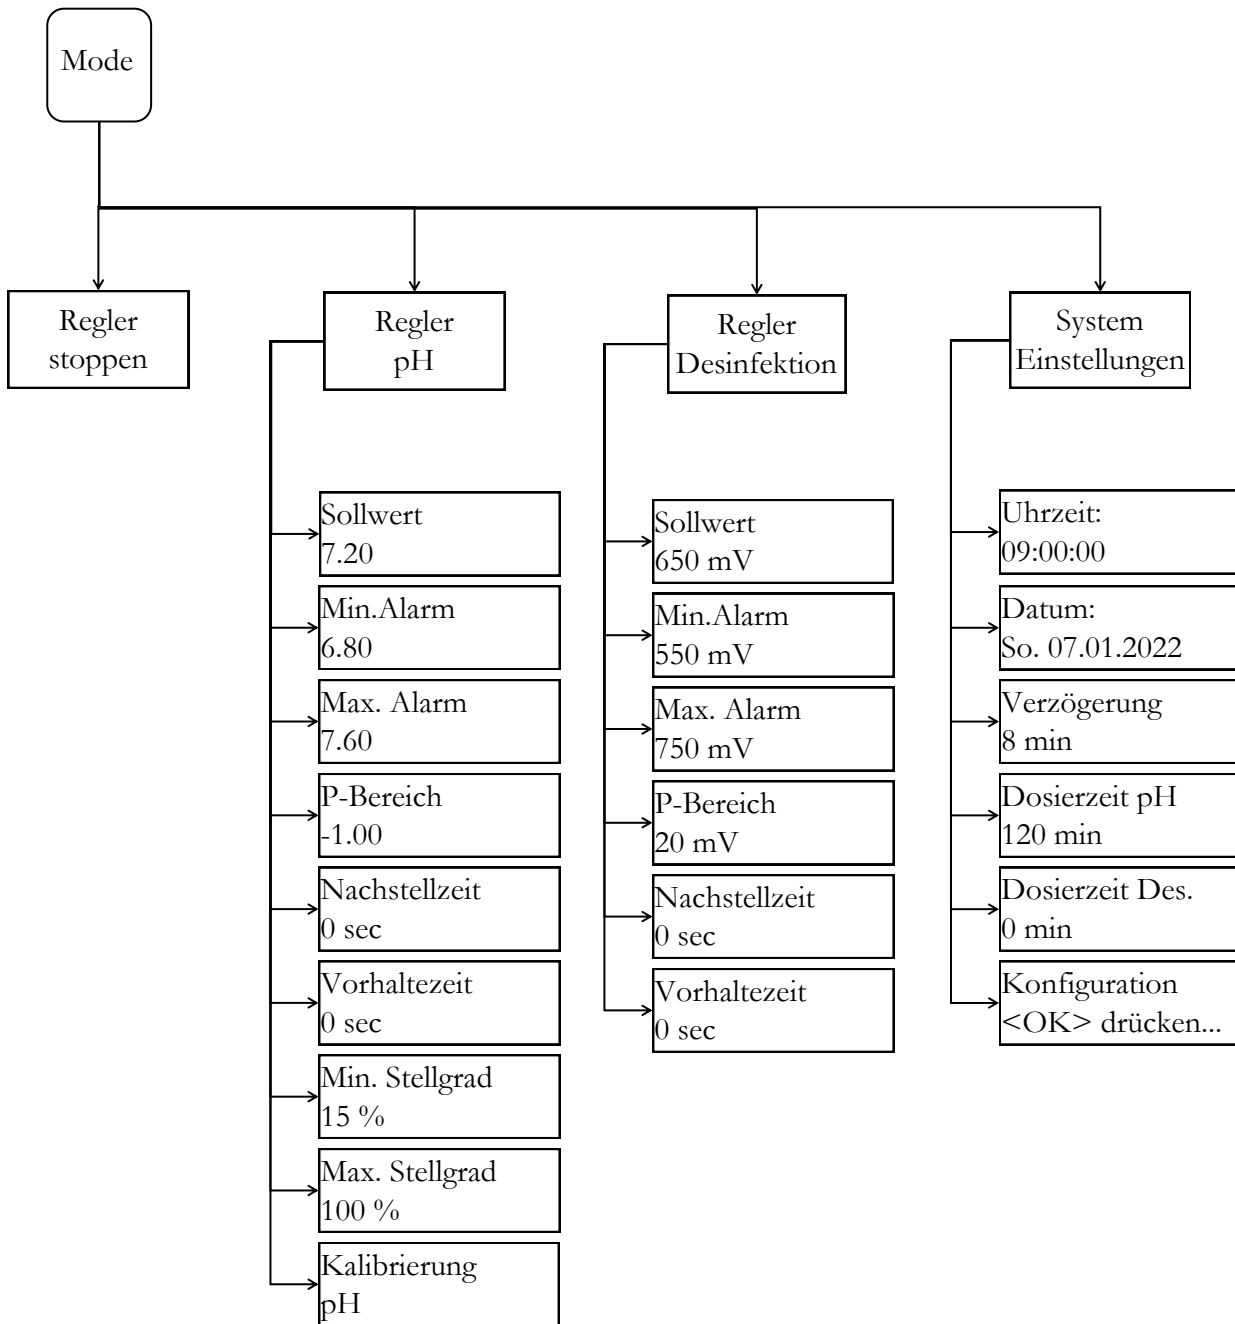 Mode
Regler
stoppen
Regler
pH
Regler
Desinfektion
System
Einstellungen
Sollwert
7.20
Min.Alarm
6.80
Max. Alarm
7.60
P-Bereich
-1.00
Nachstellzeit
0 sec
Vorhaltezeit
0 sec
Min. Stellgrad
15 %
Max. Stellgrad
100 %
Kalibrierung
pH
Sollwert
650 mV
Min.Alarm
550 mV
Max. Alarm
750 mV
P-Bereich
20 mV
Nachstellzeit
0 sec
Vorhaltezeit
0 sec
Uhrzeit:
09:00:00
Datum:
So. 07.01.2022
Verzögerung
8 min
Dosierzeit pH
120 min
Dosierzeit Des.
0 min
Konfiguration
<OK> drücken...